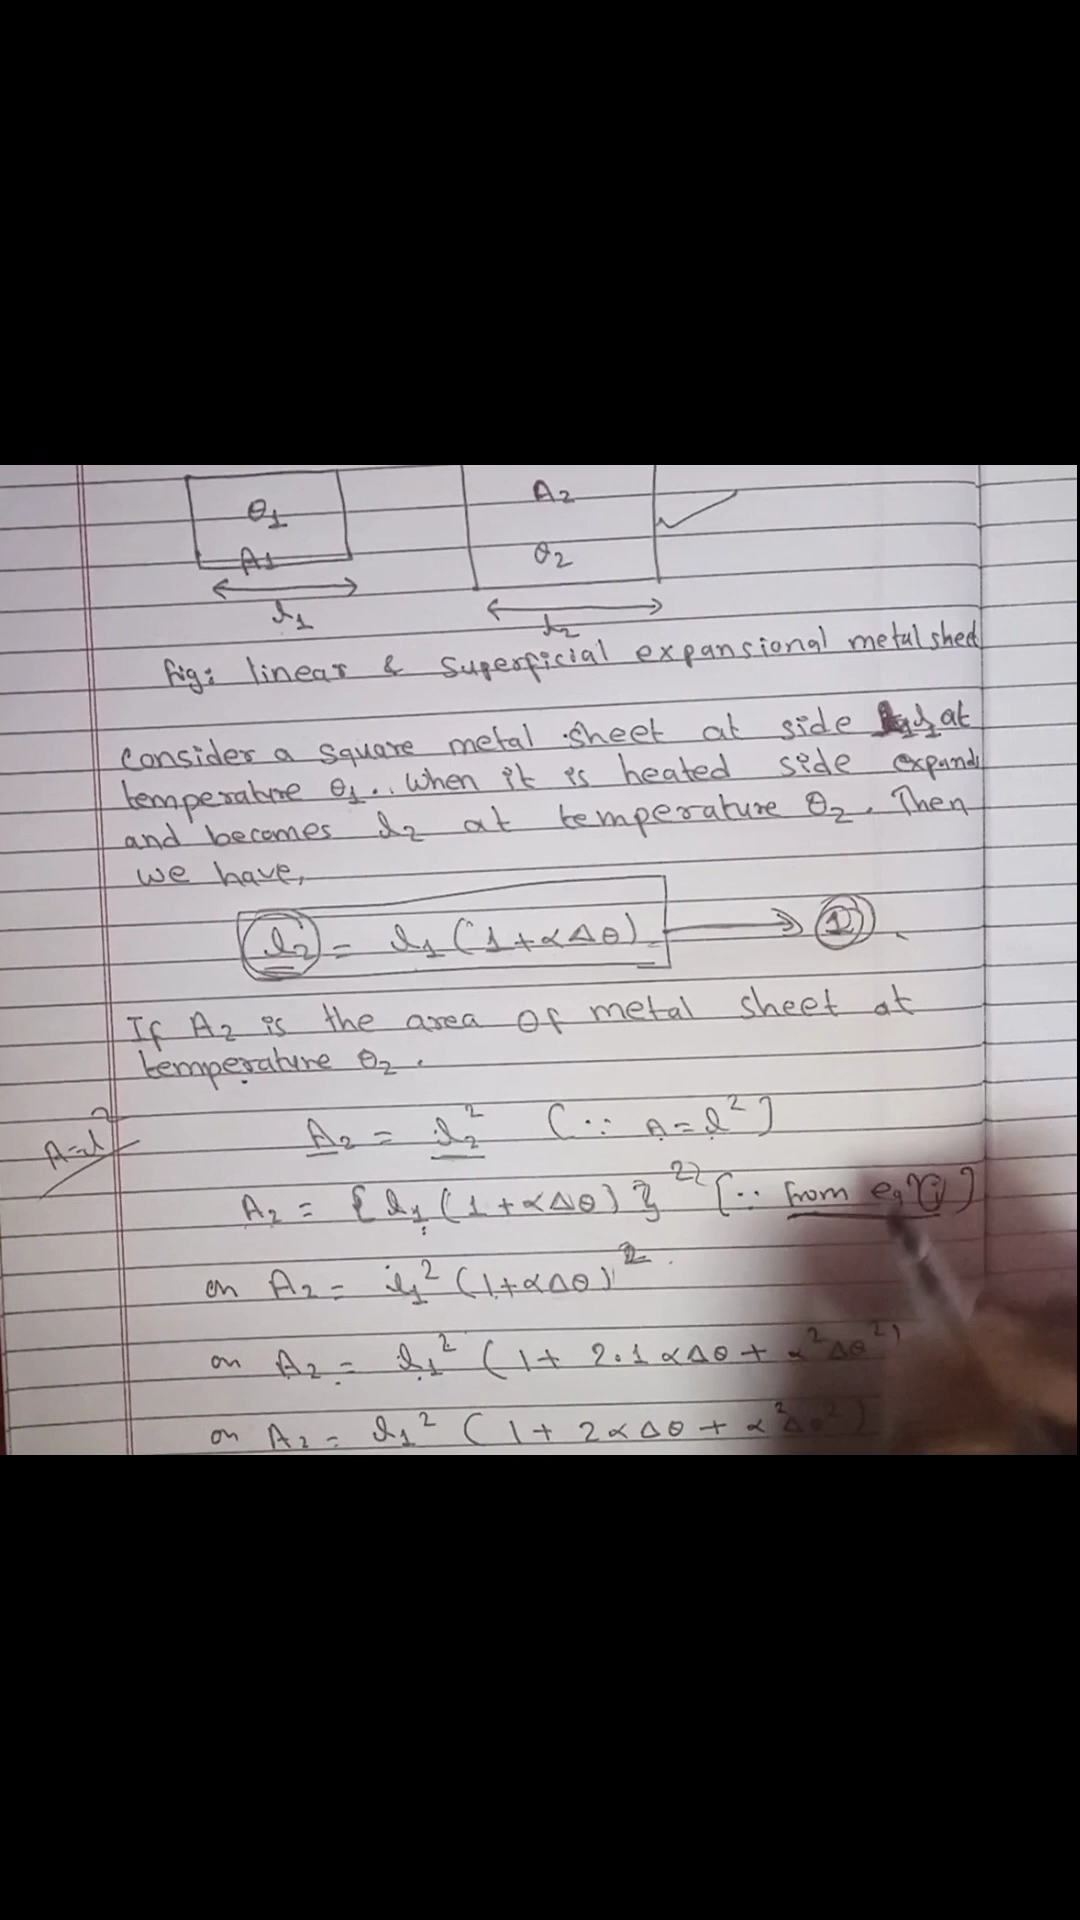 θ1
A1
l1
A2
θ2
l2
fig: linear & superficial expansional metal shed
Consider a square metal sheet at side l1 at
temperature θ1. When it is heated side expands
and becomes l2 at temperature θ2. Then
we have,
l2 = l1 (1+αΔθ) → 1
If A2 is the area of metal sheet at
temperature θ2.
A=l²
A2 = l2² [∵ A=l²]
A2 = {l1 (1+αΔθ)}² [∵ from eqⁿ(i)]
or A2 = l1² (1+αΔθ)²
or A2 = l1² (1+ 2.1αΔθ + α²Δθ²)
or A2 = l1² (1+ 2αΔθ + α²Δθ²)